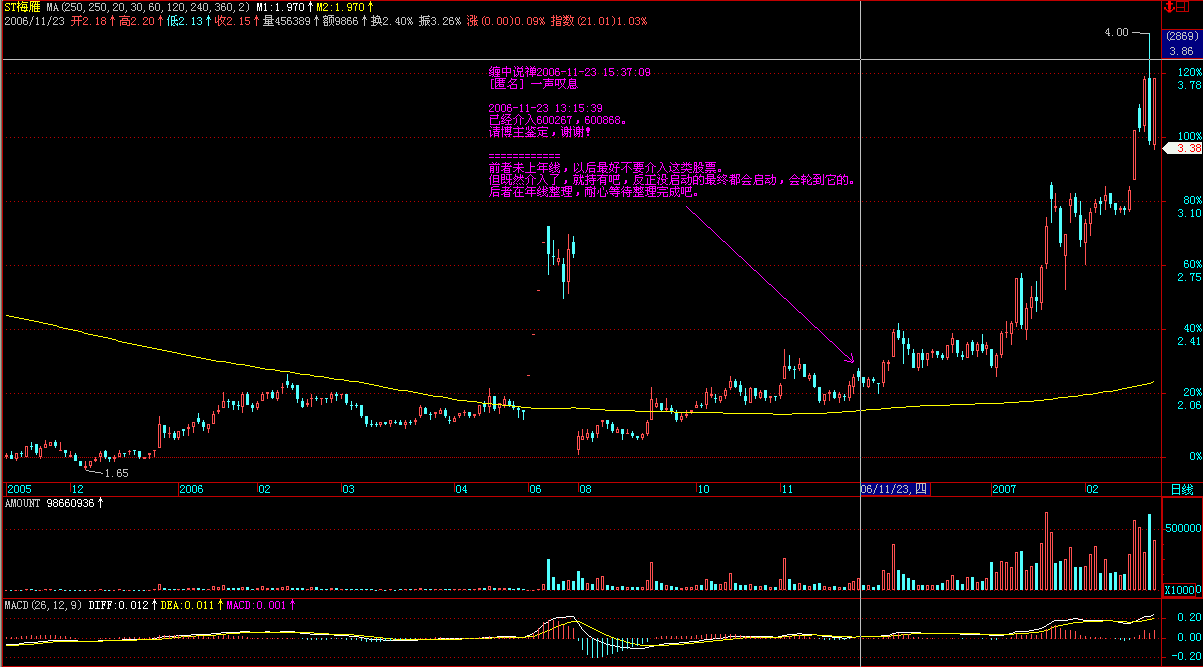 ST梅雁 MA(250,250,20,30,60,120,240,360,2) M1:1.970↑M2:1.970↑
2006/11/23 开2.18↑高2.20↑低2.13↑收2.15↑量456389↑额9866↑换2.40% 振3.26% 涨(0.00)0.09% 指数(21.01)1.03%
4.00
(2869)
3.86
缠中说禅2006-11-23 15:37:09
[匿名] 一声叹息
2006-11-23 13:15:39
已经介入600267，600868。
请博主鉴定，谢谢！
============
前者未上年线，以后最好不要介入这类股票。
但既然介入了，就持有吧，反正没启动的最终都会启动，会轮到它的。
后者在年线整理，耐心等待整理完成吧。
120%
3.78
100%
3.38
80%
3.10
60%
2.75
40%
2.41
20%
2.06
0%
1.65
2005 12 2006 02 03 04 06 08 10 11 06/11/23,四 2007 02 日线
AMOUNT 98660936↑
500000
X10000
MACD(26,12,9) DIFF:0.012↑DEA:0.011↑MACD:0.001↑
0.20
0.00
-0.20